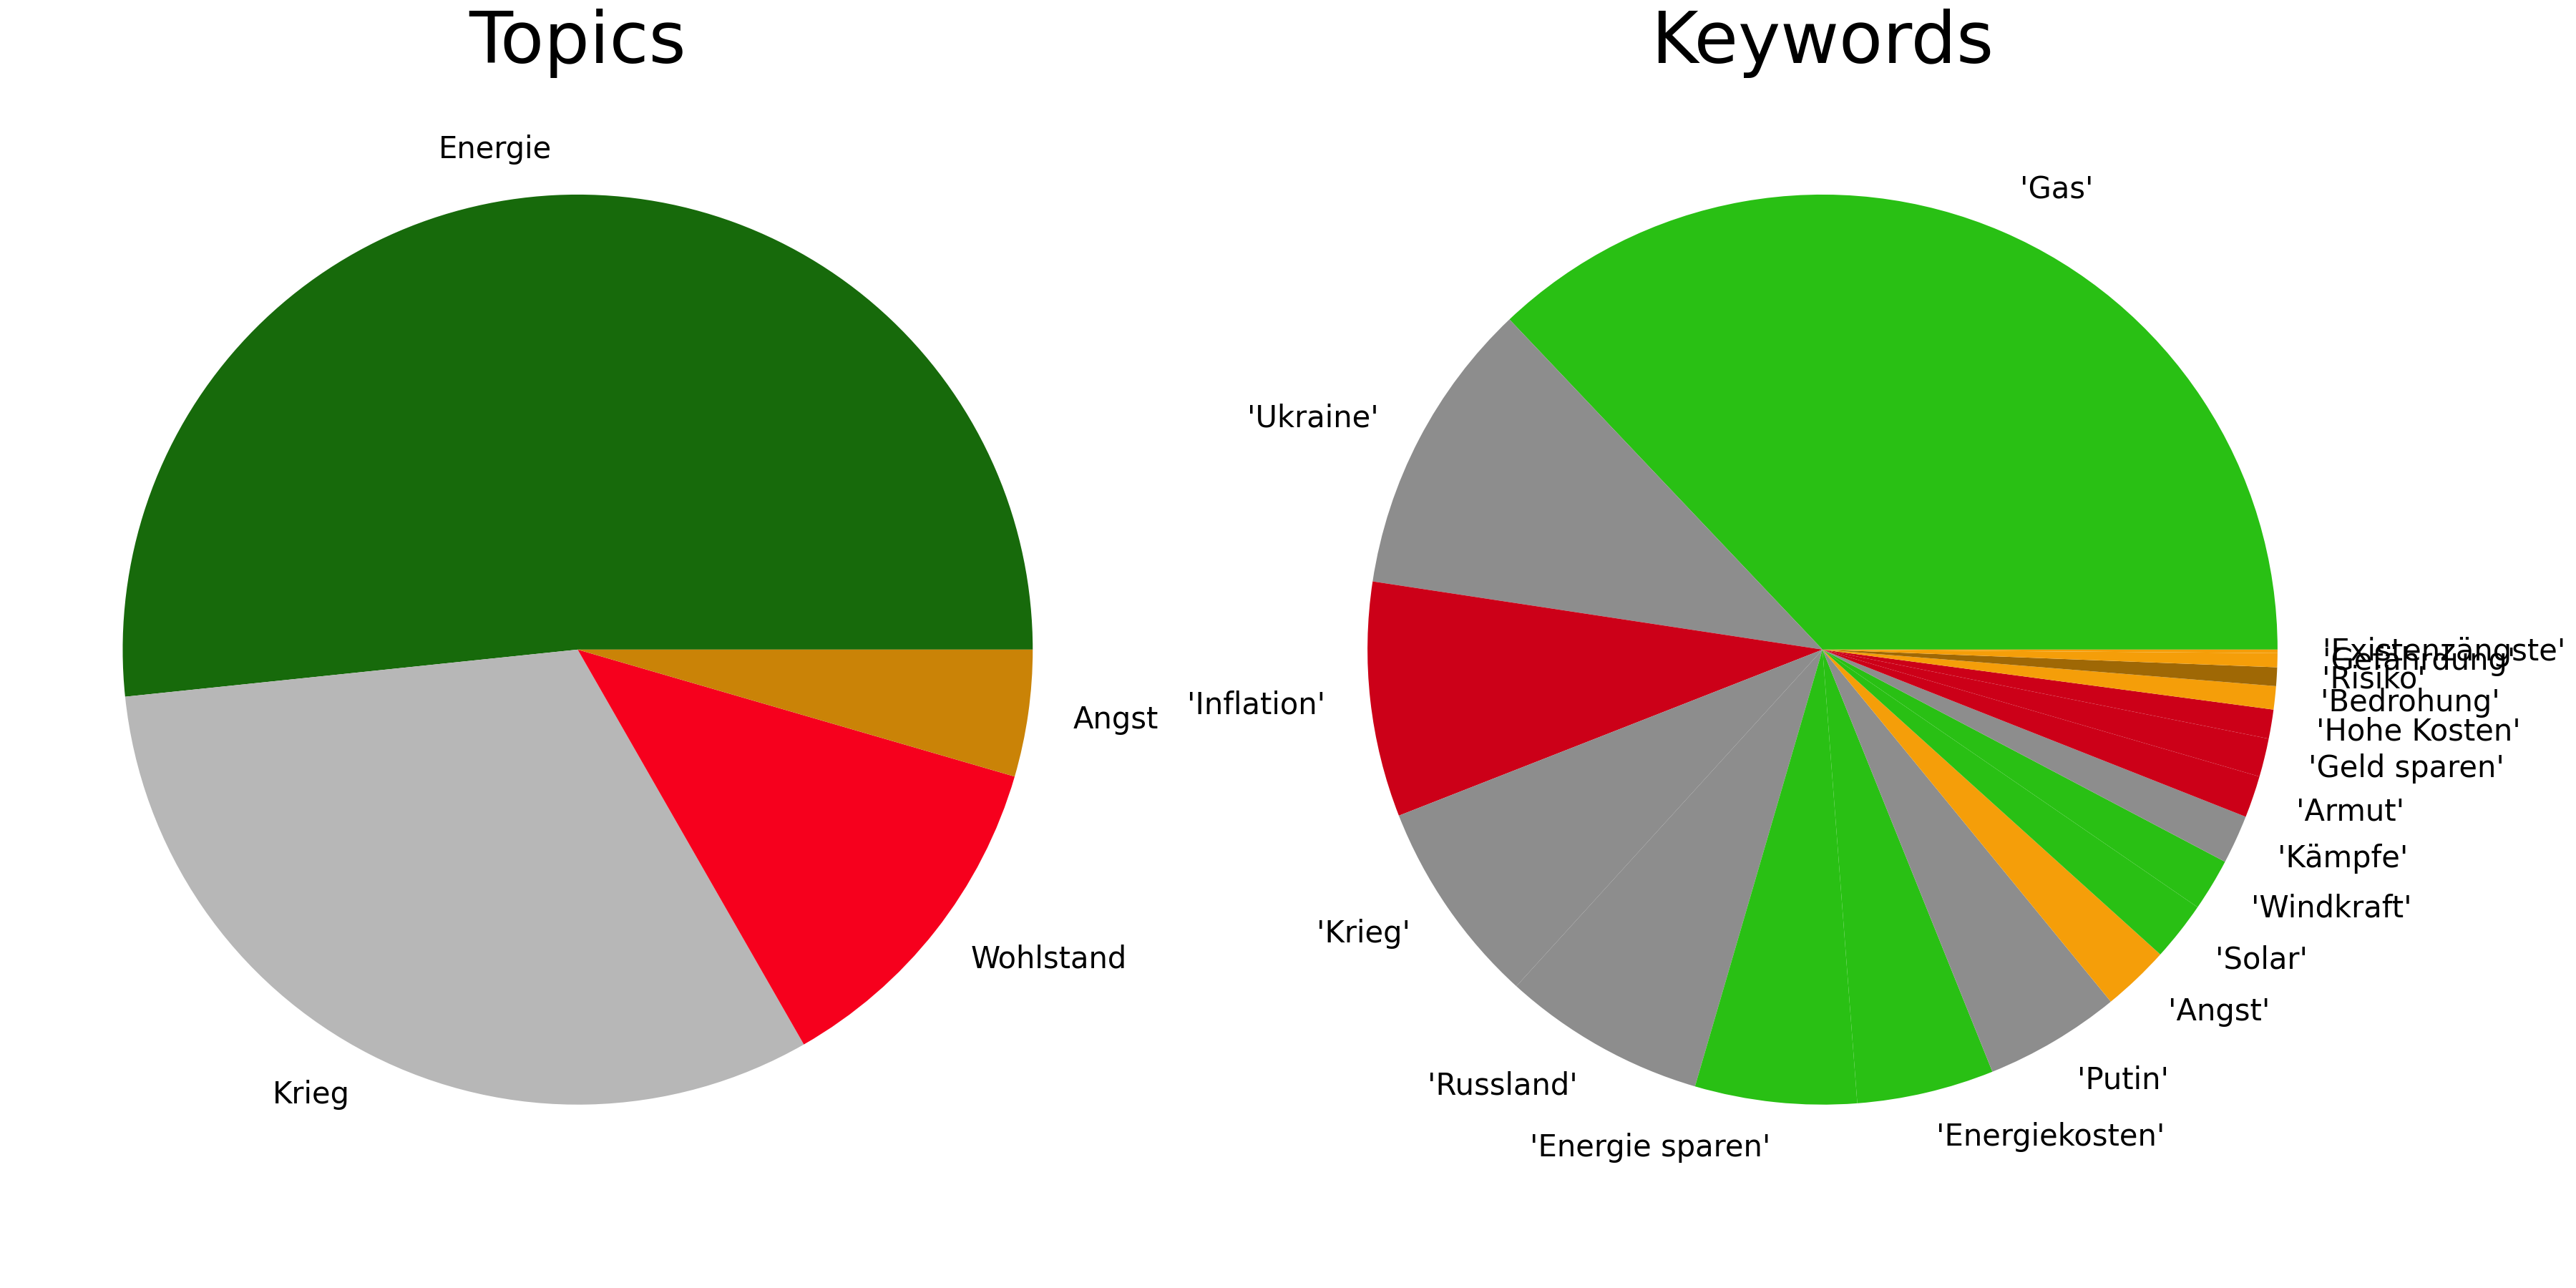 Topics
Energie
Krieg
Wohlstand
Angst
Keywords
'Gas'
'Ukraine'
'Inflation'
'Krieg'
'Russland'
'Energie sparen'
'Energiekosten'
'Putin'
'Angst'
'Solar'
'Windkraft'
'Kämpfe'
'Armut'
'Geld sparen'
'Hohe Kosten'
'Bedrohung'
'Risiko'
'Gefährdung'
'Existenzängste'